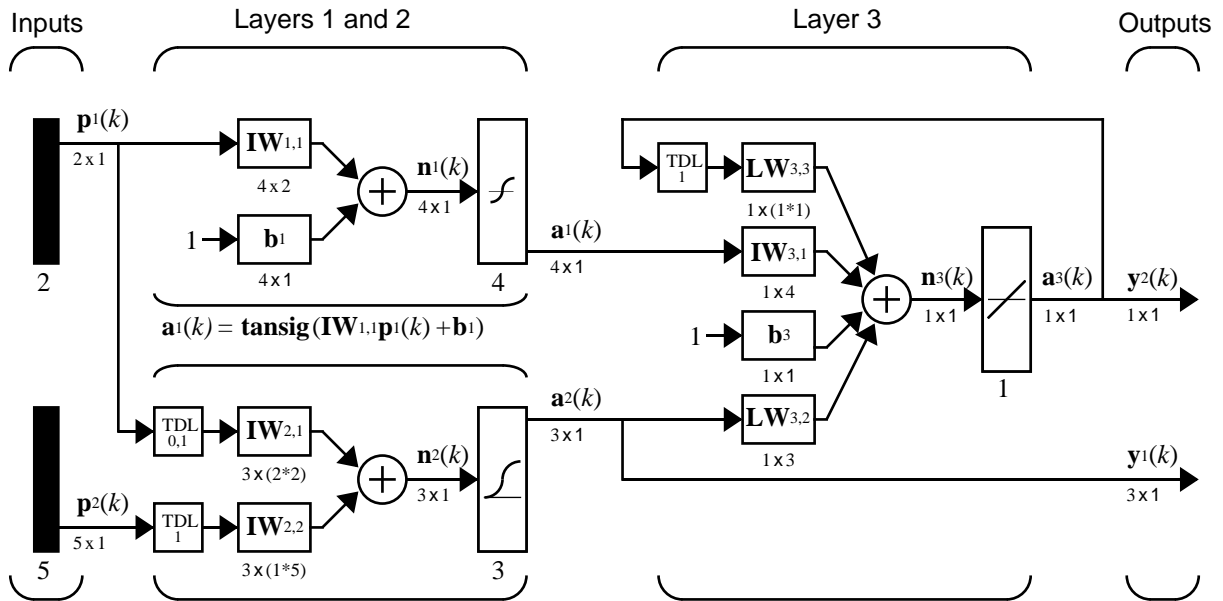 Inputs
Layers 1 and 2
Layer 3
Outputs
p1(k)
2 x 1
2
IW1,1
4 x 2
1
b1
4 x 1
n1(k)
4 x 1
4
a1(k) = tansig(IW1,1p1(k) +b1)
a1(k)
4 x 1
TDL
1
LW3,3
1 x (1*1)
IW3,1
1 x 4
1
b3
1 x 1
LW3,2
1 x 3
n3(k)
1 x 1
1
a3(k)
1 x 1
y2(k)
1 x 1
p2(k)
5 x 1
5
TDL
0,1
IW2,1
3 x (2*2)
TDL
1
IW2,2
3 x (1*5)
n2(k)
3 x 1
3
a2(k)
3 x 1
y1(k)
3 x 1